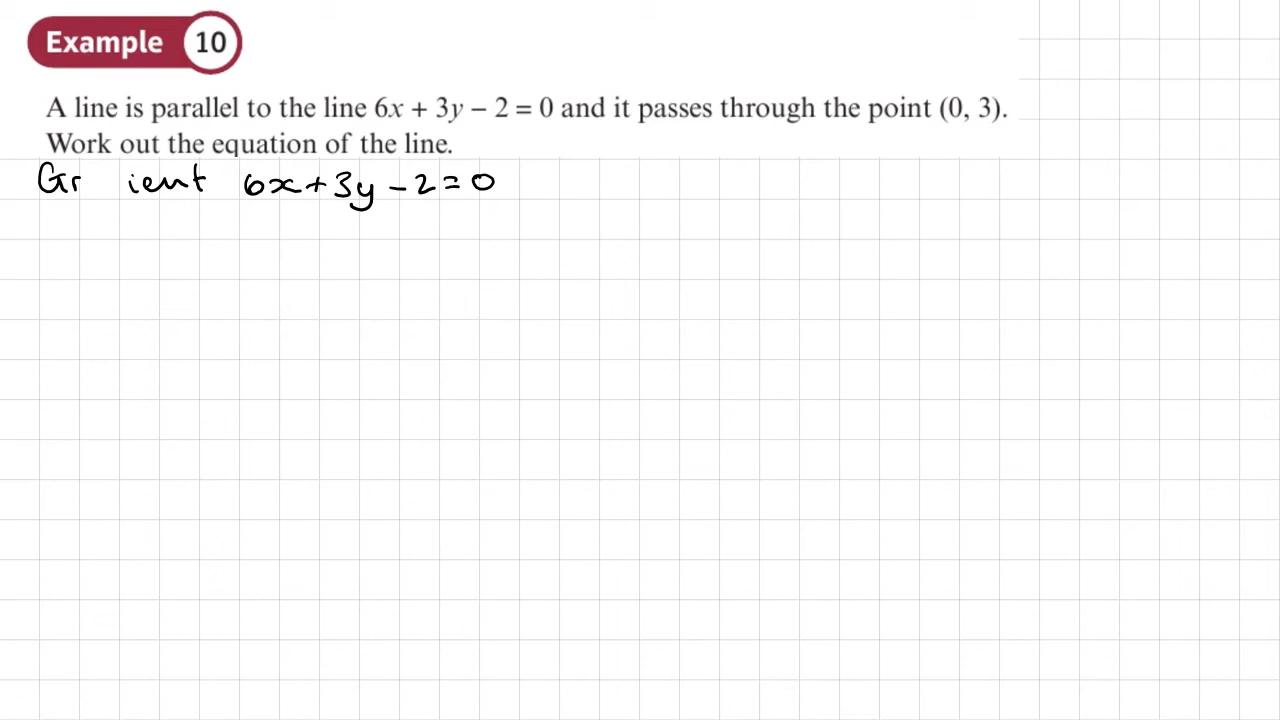 Example 10
A line is parallel to the line 6x + 3y − 2 = 0 and it passes through the point (0, 3).
Work out the equation of the line.
Gr ient 6x+3y-2=0